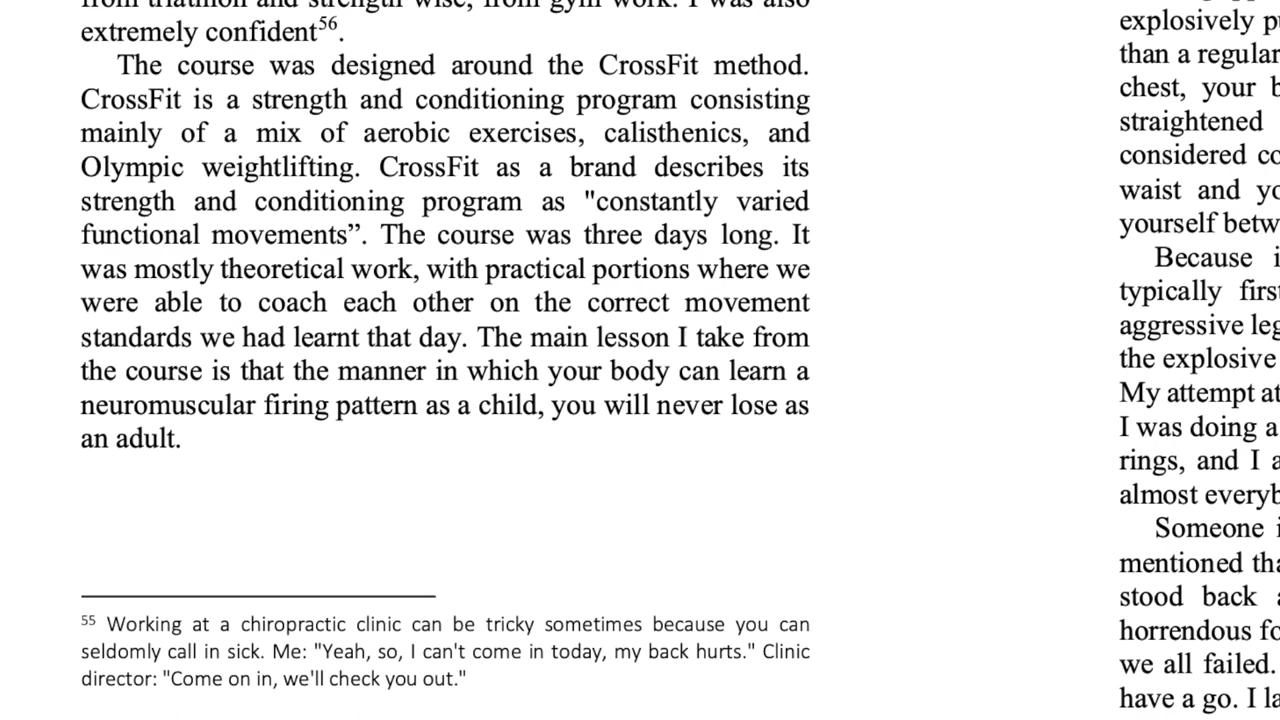 extremely confident⁵⁶.
The course was designed around the CrossFit method.
CrossFit is a strength and conditioning program consisting
mainly of a mix of aerobic exercises, calisthenics, and
Olympic weightlifting. CrossFit as a brand describes its
strength and conditioning program as "constantly varied
functional movements”. The course was three days long. It
was mostly theoretical work, with practical portions where we
were able to coach each other on the correct movement
standards we had learnt that day. The main lesson I take from
the course is that the manner in which your body can learn a
neuromuscular firing pattern as a child, you will never lose as
an adult.
⁵⁵ Working at a chiropractic clinic can be tricky sometimes because you can
seldomly call in sick. Me: "Yeah, so, I can't come in today, my back hurts." Clinic
director: "Come on in, we'll check you out."
explosively
than a regular
chest, your
straightened
considered
waist and
yourself
Because
typically
aggressive
the explosive
My attempt
I was doing a
rings, and I
almost
Someone
mentioned
stood back
horrendous
we all failed.
have a go. I